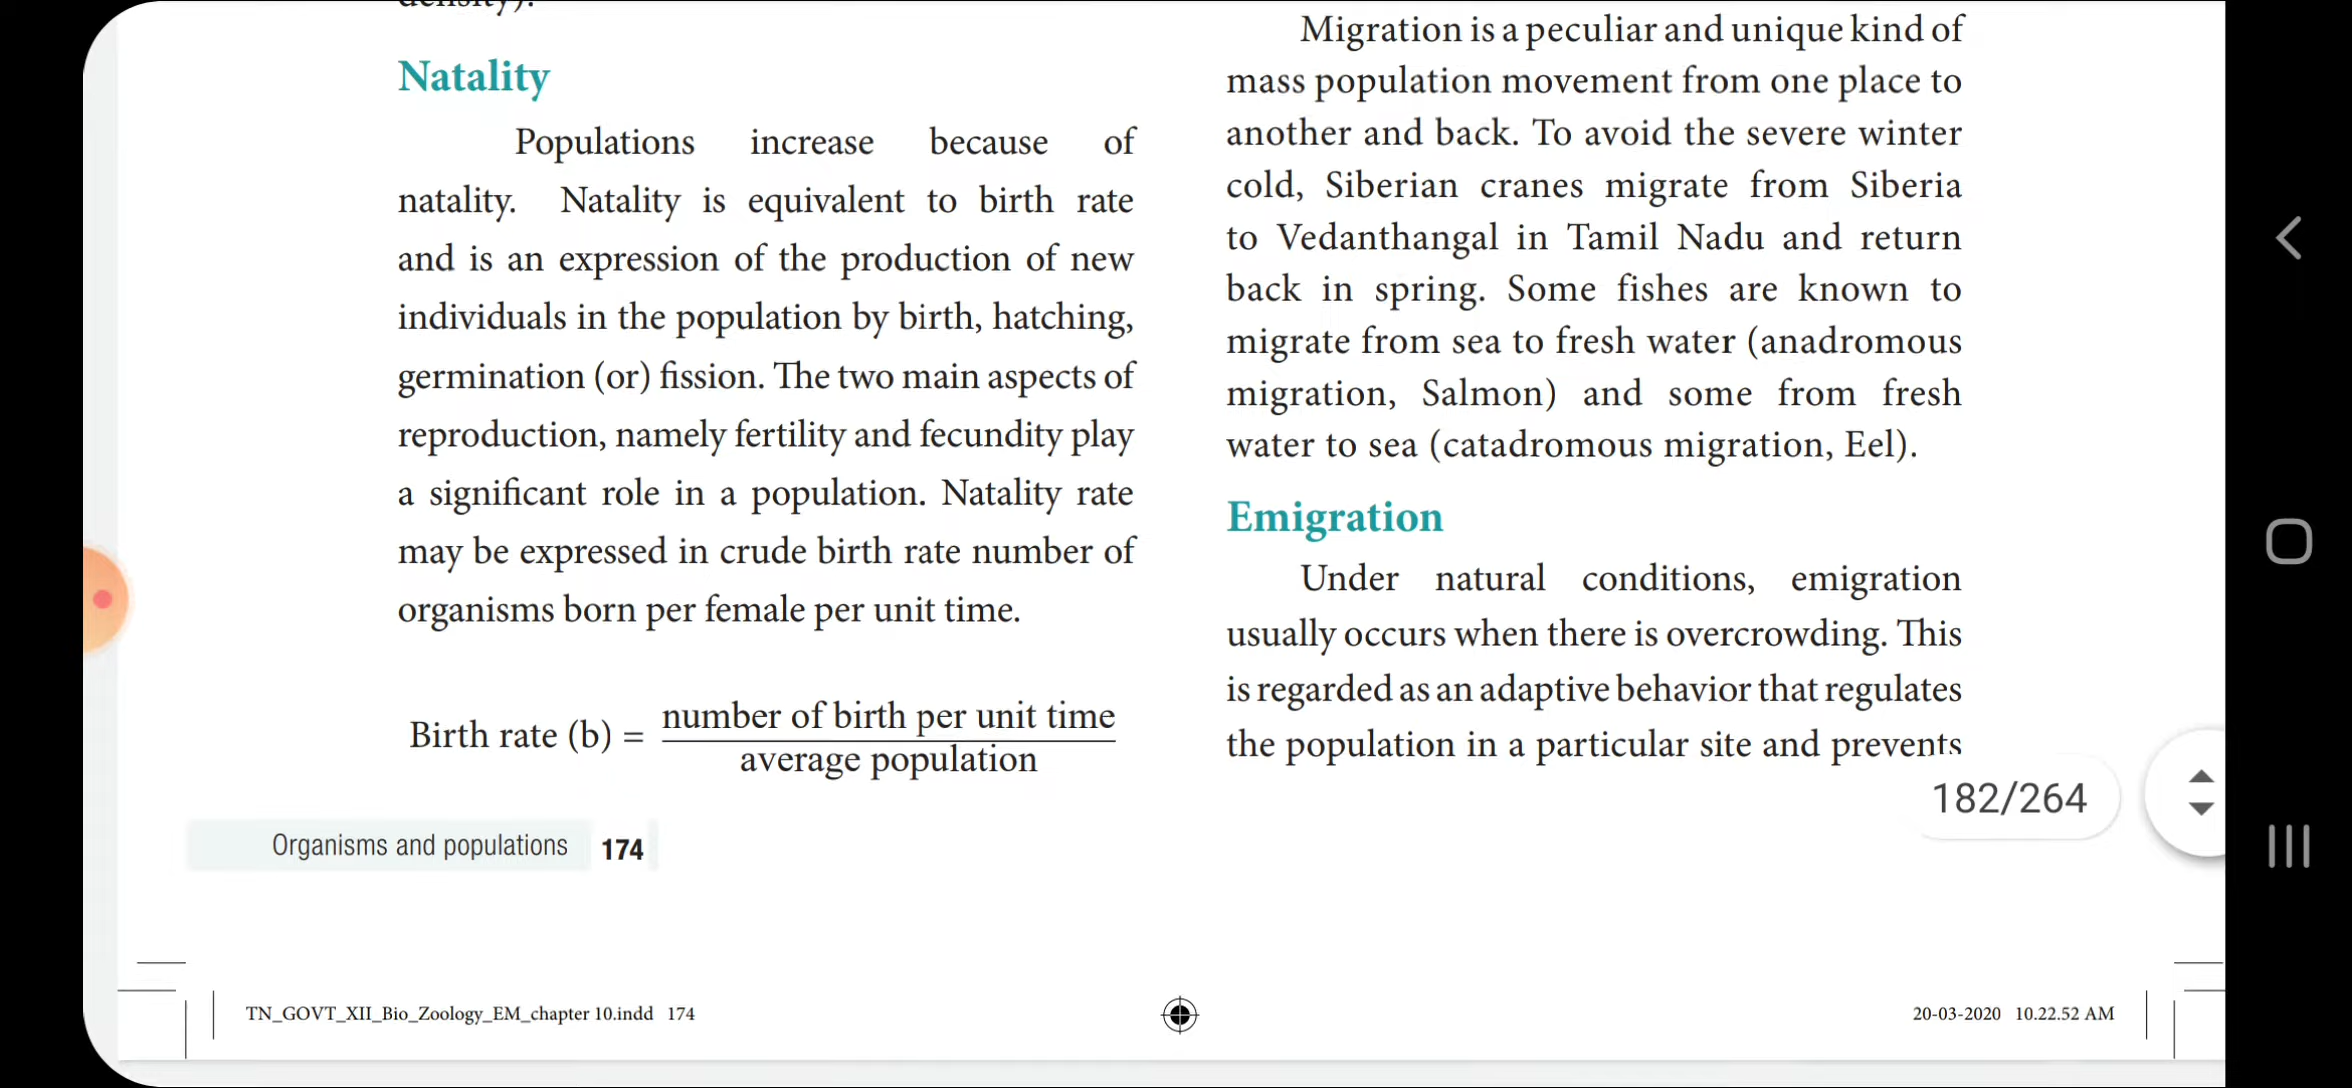 Natality
Populations increase because of
natality. Natality is equivalent to birth rate
and is an expression of the production of new
individuals in the population by birth, hatching,
germination (or) fission. The two main aspects of
reproduction, namely fertility and fecundity play
a significant role in a population. Natality rate
may be expressed in crude birth rate number of
organisms born per female per unit time.
Birth rate (b) = number of birth per unit time
average population
Migration is a peculiar and unique kind of
mass population movement from one place to
another and back. To avoid the severe winter
cold, Siberian cranes migrate from Siberia
to Vedanthangal in Tamil Nadu and return
back in spring. Some fishes are known to
migrate from sea to fresh water (anadromous
migration, Salmon) and some from fresh
water to sea (catadromous migration, Eel).
Emigration
Under natural conditions, emigration
usually occurs when there is overcrowding. This
is regarded as an adaptive behavior that regulates
the population in a particular site and prevents
182/264
Organisms and populations 174
TN_GOVT_XII_Bio_Zoology_EM_chapter 10.indd 174
20-03-2020 10.22.52 AM